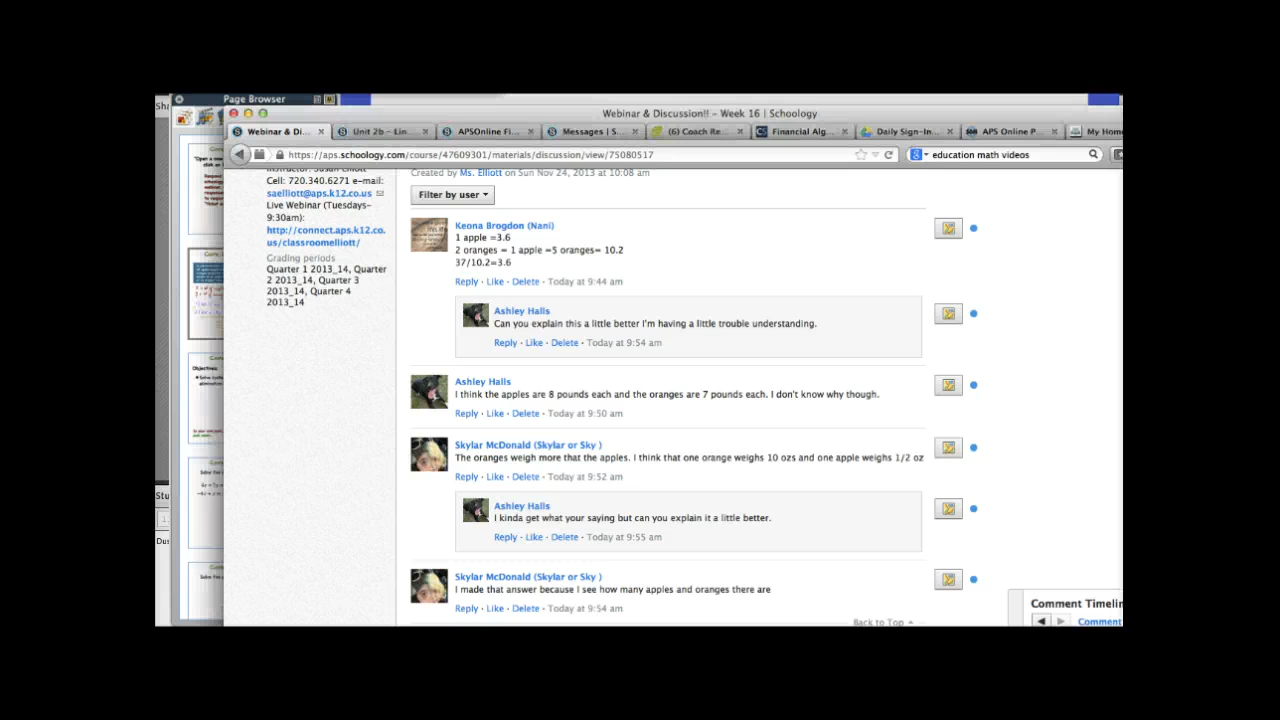 Sh
Page Browser
Webinar & Discussion!! – Week 16 | Schoology
Webinar & Di... × Unit 2b – Lin... × APSOnline Fi... × Messages | S... × (6) Coach Re... × Financial Alg... × Daily Sign-In... × APS Online P... × My Home
https://aps.schoology.com/course/47609301/materials/discussion/view/75080517
education math videos
Cell: 720.340.6271 e-mail:
saelliott@aps.k12.co.us
Live Webinar (Tuesdays-
9:30am):
http://connect.aps.k12.co.
us/classroomelliott/
Grading periods
Quarter 1 2013_14, Quarter
2 2013_14, Quarter 3
2013_14, Quarter 4
2013_14
Created by Ms. Elliott on Sun Nov 24, 2013 at 10:08 am
Filter by user
Keona Brogdon (Nani)
1 apple =3.6
2 oranges = 1 apple =5 oranges= 10.2
37/10.2=3.6
Reply · Like · Delete · Today at 9:44 am
Ashley Halls
Can you explain this a little better I'm having a little trouble understanding.
Reply · Like · Delete · Today at 9:54 am
Ashley Halls
I think the apples are 8 pounds each and the oranges are 7 pounds each. I don't know why though.
Reply · Like · Delete · Today at 9:50 am
Skylar McDonald (Skylar or Sky )
The oranges weigh more that the apples. I think that one orange weighs 10 ozs and one apple weighs 1/2 oz
Reply · Like · Delete · Today at 9:52 am
Ashley Halls
I kinda get what your saying but can you explain it a little better.
Reply · Like · Delete · Today at 9:55 am
Skylar McDonald (Skylar or Sky )
I made that answer because I see how many apples and oranges there are
Reply · Like · Delete · Today at 9:54 am
Back to Top
Comment Timelin
Comment
Objectives:
Stu
Dus